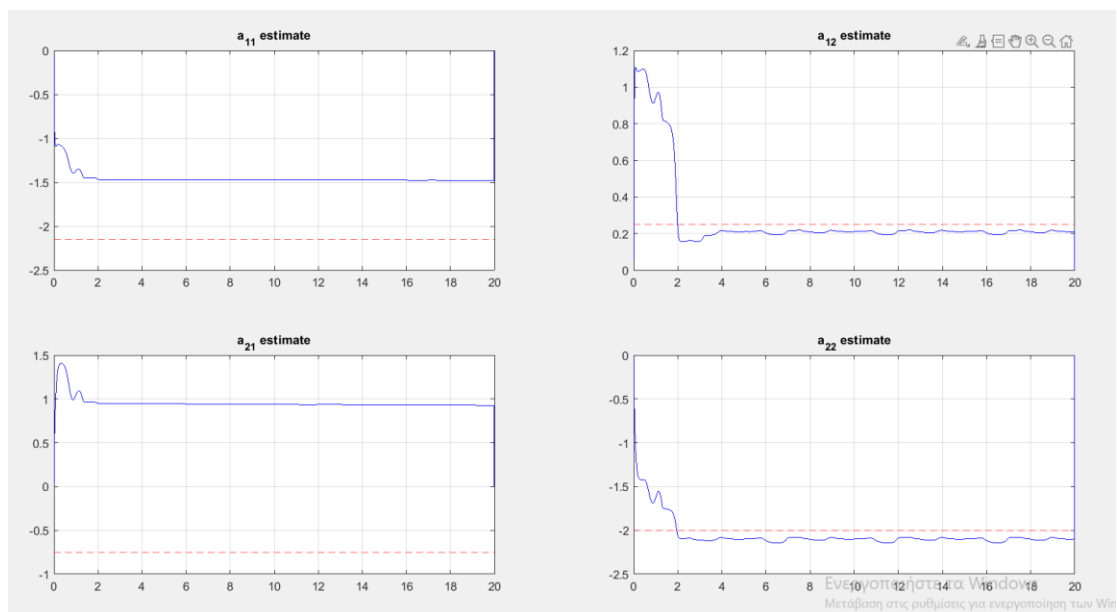 a11 estimate
0
-0.5
-1
-1.5
-2
-2.5
0 2 4 6 8 10 12 14 16 18 20
a12 estimate
1.2
1
0.8
0.6
0.4
0.2
0
0 2 4 6 8 10 12 14 16 18 20
a21 estimate
1.5
1
0.5
0
-0.5
-1
0 2 4 6 8 10 12 14 16 18 20
a22 estimate
0
-0.5
-1
-1.5
-2
-2.5
0 2 4 6 8 10 12 14 16 18 20
Ενεργοποιήστε τα Windows
Μετάβαση στις ρυθμίσεις για ενεργοποίηση των Win